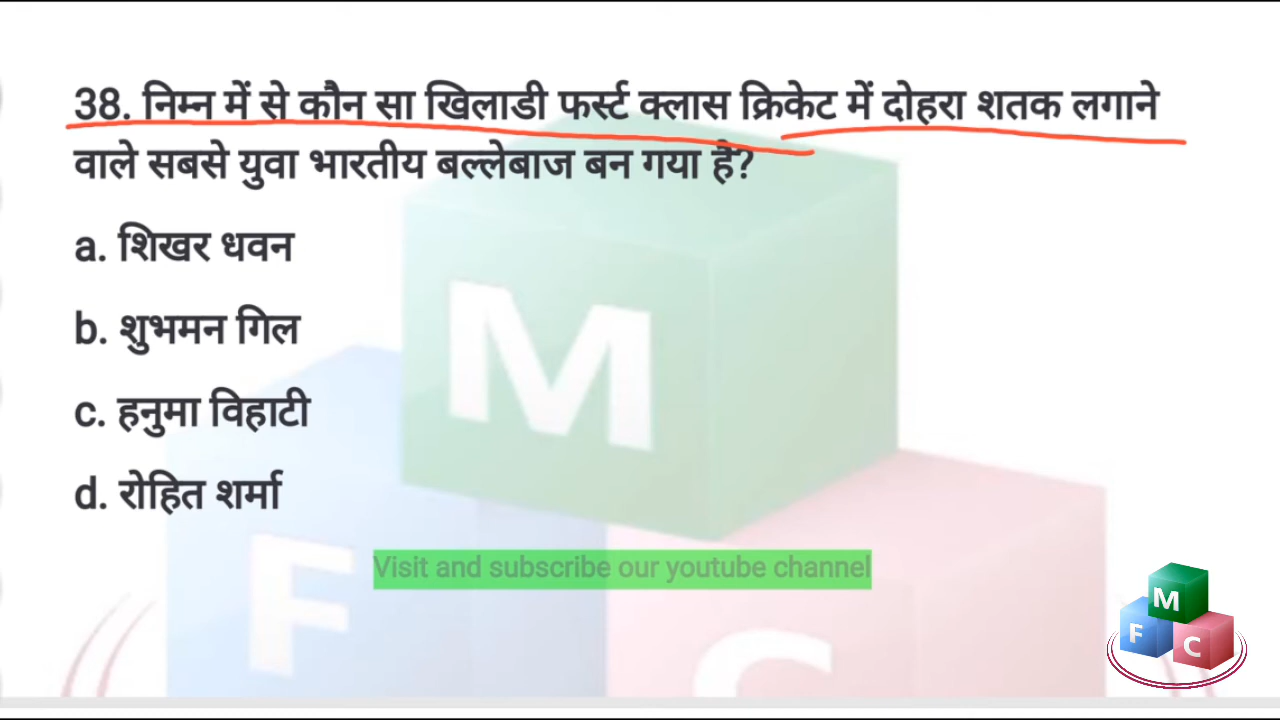 38. निम्न में से कौन सा खिलाडी फर्स्ट क्लास क्रिकेट में दोहरा शतक लगाने
वाले सबसे युवा भारतीय बल्लेबाज बन गया हैं?
a. शिखर धवन
b. शुभमन गिल
c. हनुमा विहाटी
d. रोहित शर्मा
Visit and subscribe our youtube channel
M
F
C
M
F
C